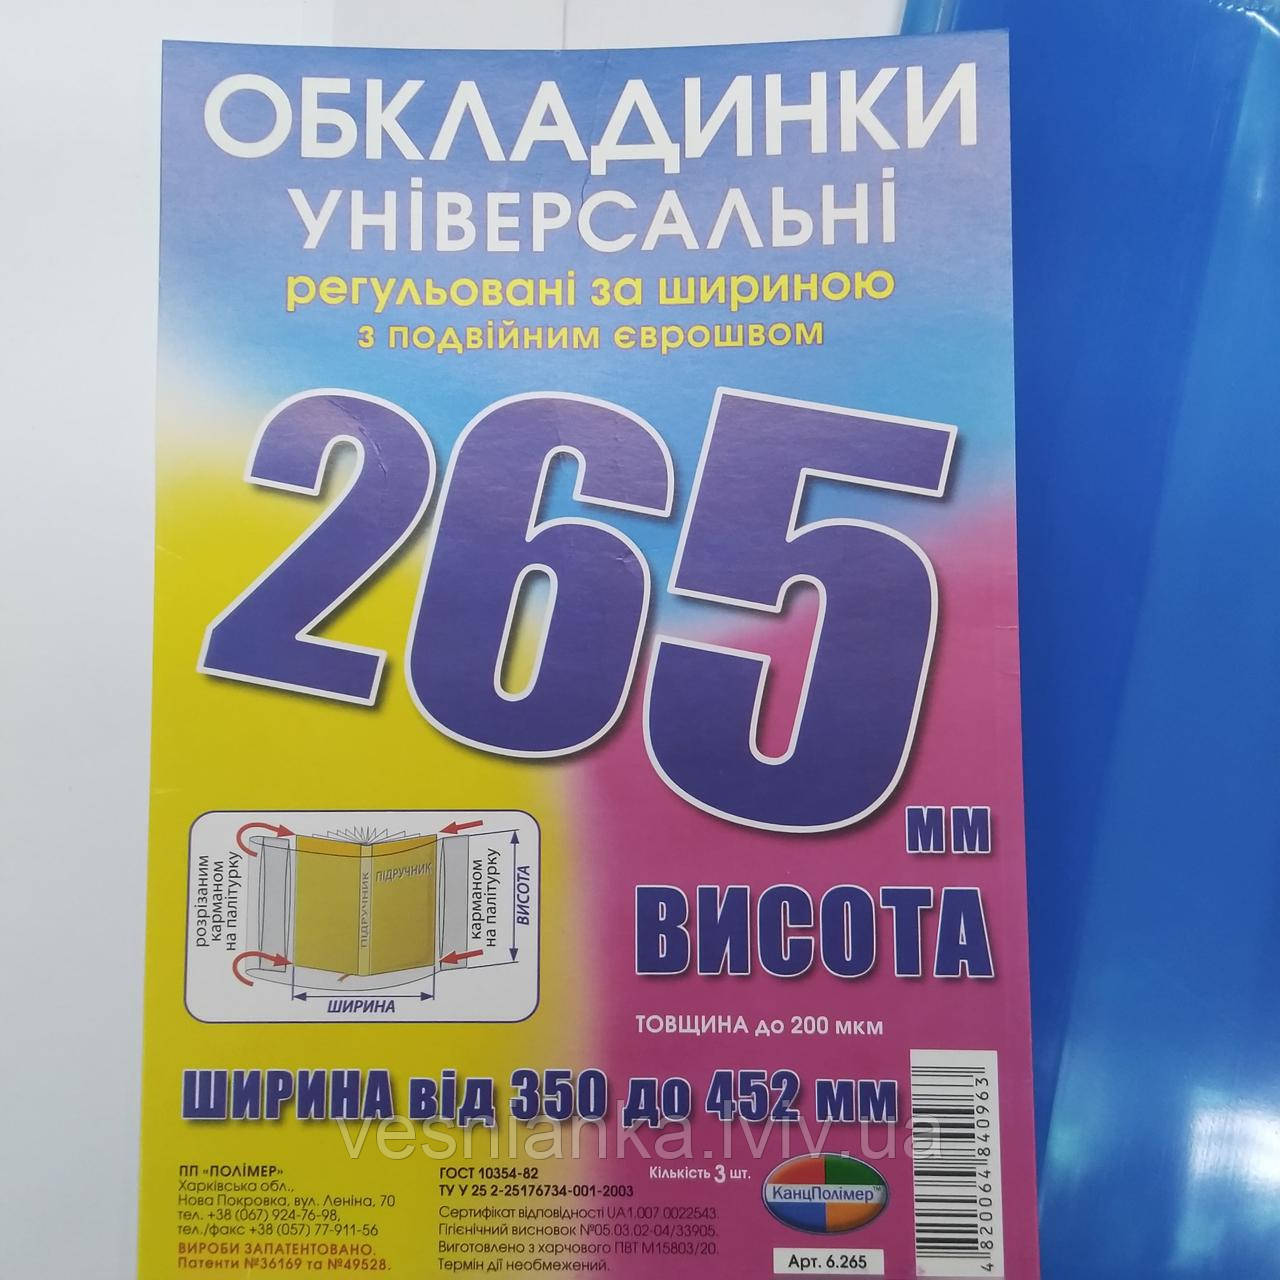 ОБКЛАДИНКИ
УНІВЕРСАЛЬНІ
регульовані за шириною
з подвійним єврошвом
265
мм
ВИСОТА
ТОВЩИНА до 200 мкм
розрізаним
карманом
на палітурку
ПІДРУЧНИК
ПІДРУЧНИК
карманом
на палітурку
ВИСОТА
ШИРИНА
ШИРИНА від 350 до 452 мм
vesnianka.lviv.ua
ПП «ПОЛІМЕР»
Харківська обл.,
Нова Покровка, вул. Леніна, 70
тел. +38 (067) 924-76-98,
тел./факс +38 (057) 77-911-56
ВИРОБИ ЗАПАТЕНТОВАНО.
Патенти №36169 та №49528.
ГОСТ 10354-82
ТУ У 25 2-25176734-001-2003
Сертифікат відповідності UA1.007 0022543.
Гігієнічний висновок №05.03.02-04/33905.
Виготовлено з харчового ПВТ М15803/20.
Термін дії необмежений.
Кількість 3 шт.
КанцПолімер™
Арт. 6.265
4820064840963